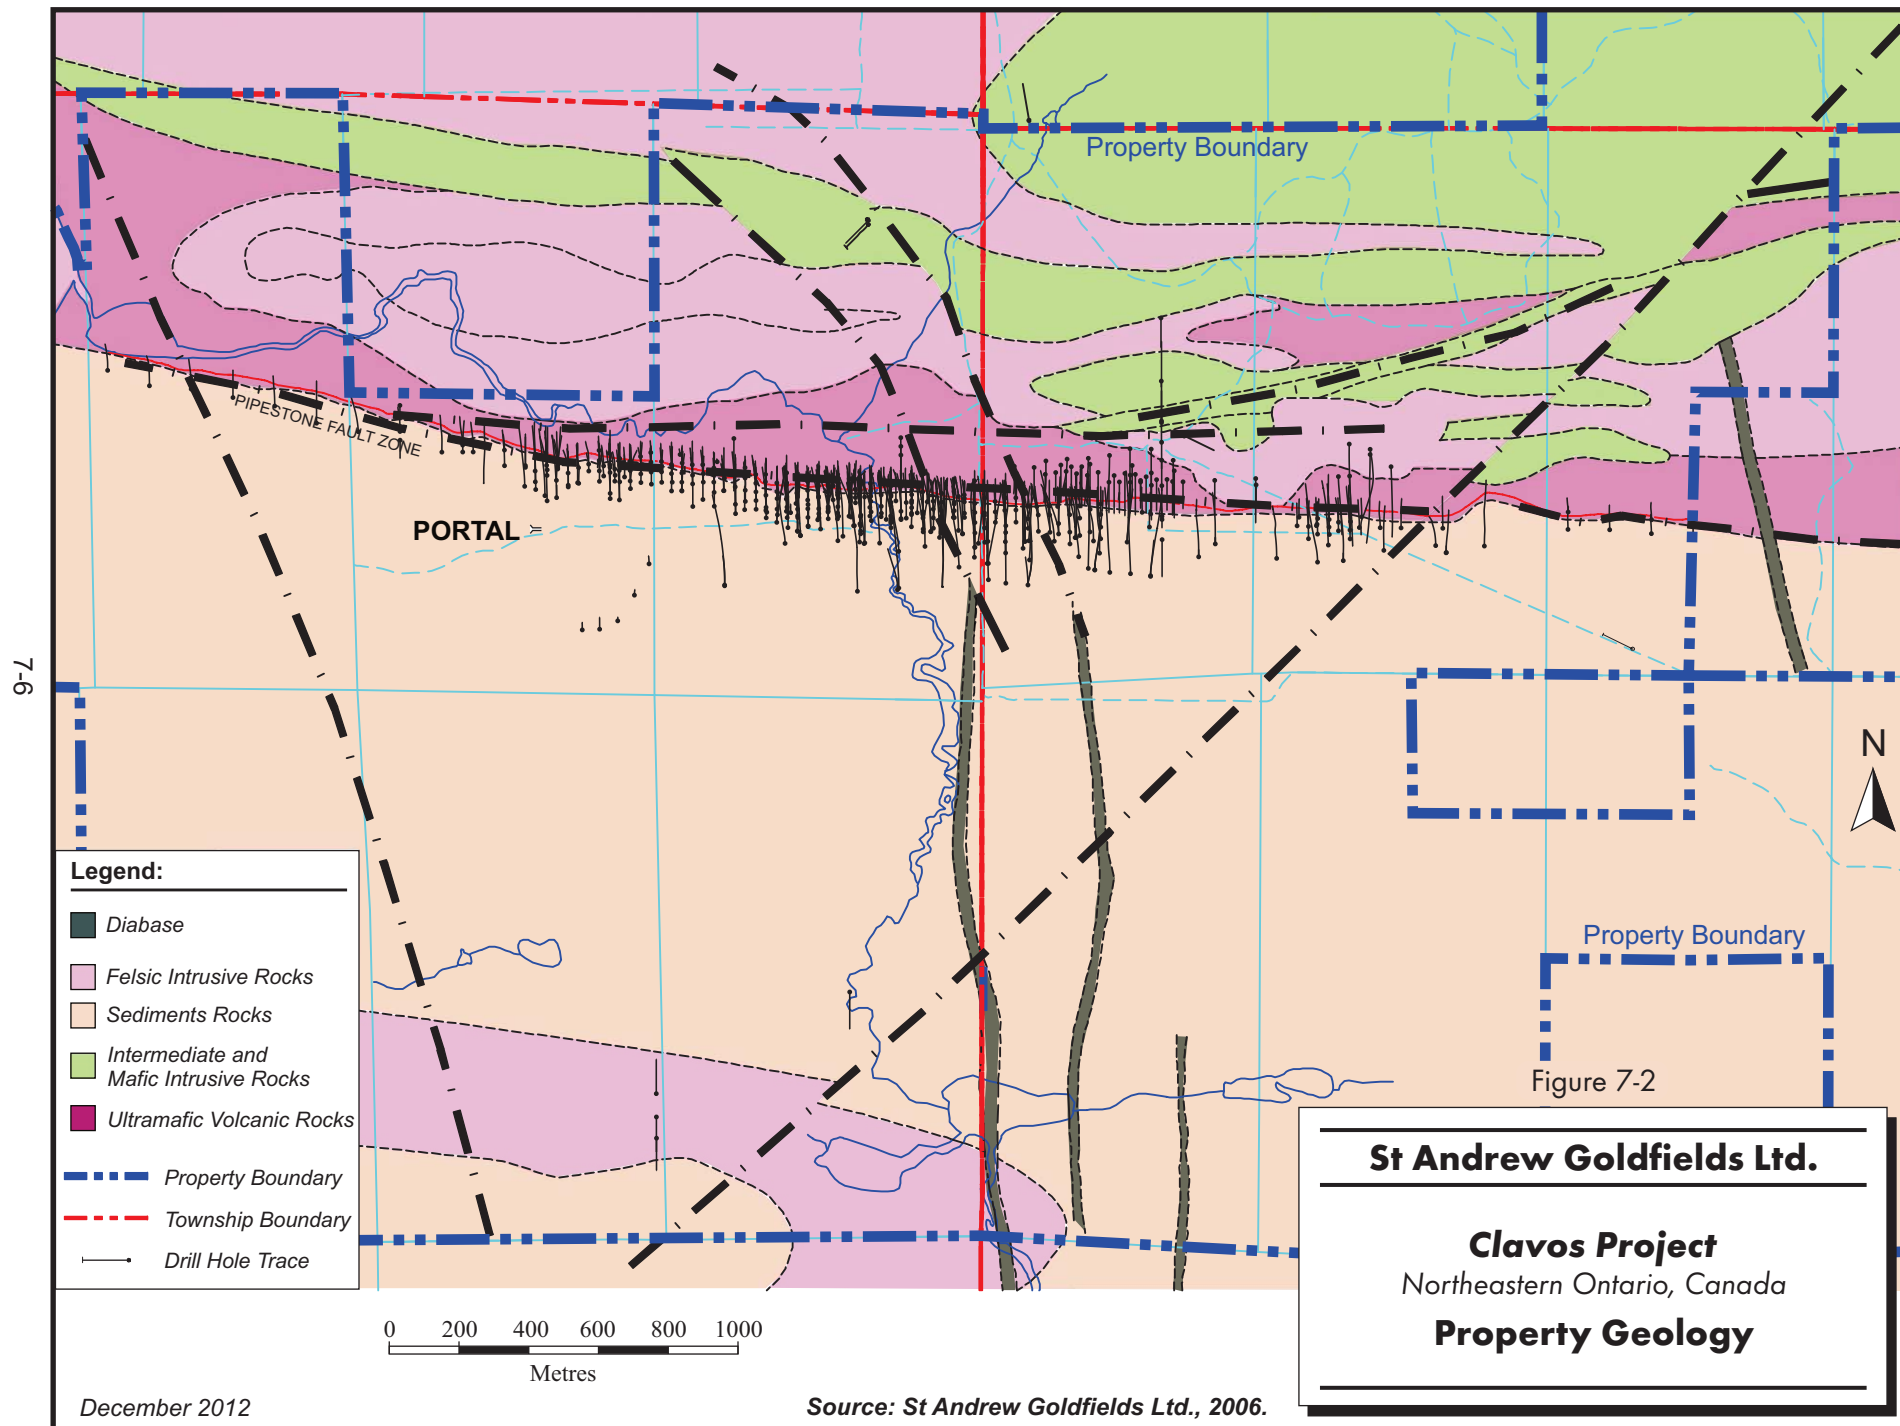 Property Boundary
PIPESTONE FAULT ZONE
PORTAL
7-6
N
Property Boundary
Legend:
Diabase
Felsic Intrusive Rocks
Sediments Rocks
Intermediate and
Mafic Intrusive Rocks
Ultramafic Volcanic Rocks
Property Boundary
Township Boundary
Drill Hole Trace
Figure 7-2
St Andrew Goldfields Ltd.
Clavos Project
Northeastern Ontario, Canada
Property Geology
0 200 400 600 800 1000
Metres
December 2012
Source: St Andrew Goldfields Ltd., 2006.